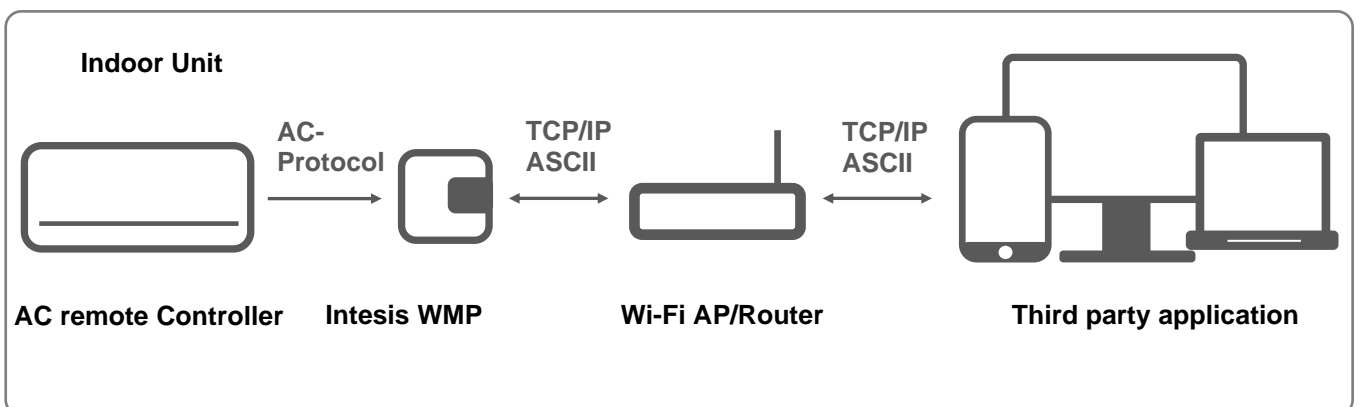 Indoor Unit
AC-
Protocol
TCP/IP
ASCII
TCP/IP
ASCII
AC remote Controller
Intesis WMP
Wi-Fi AP/Router
Third party application